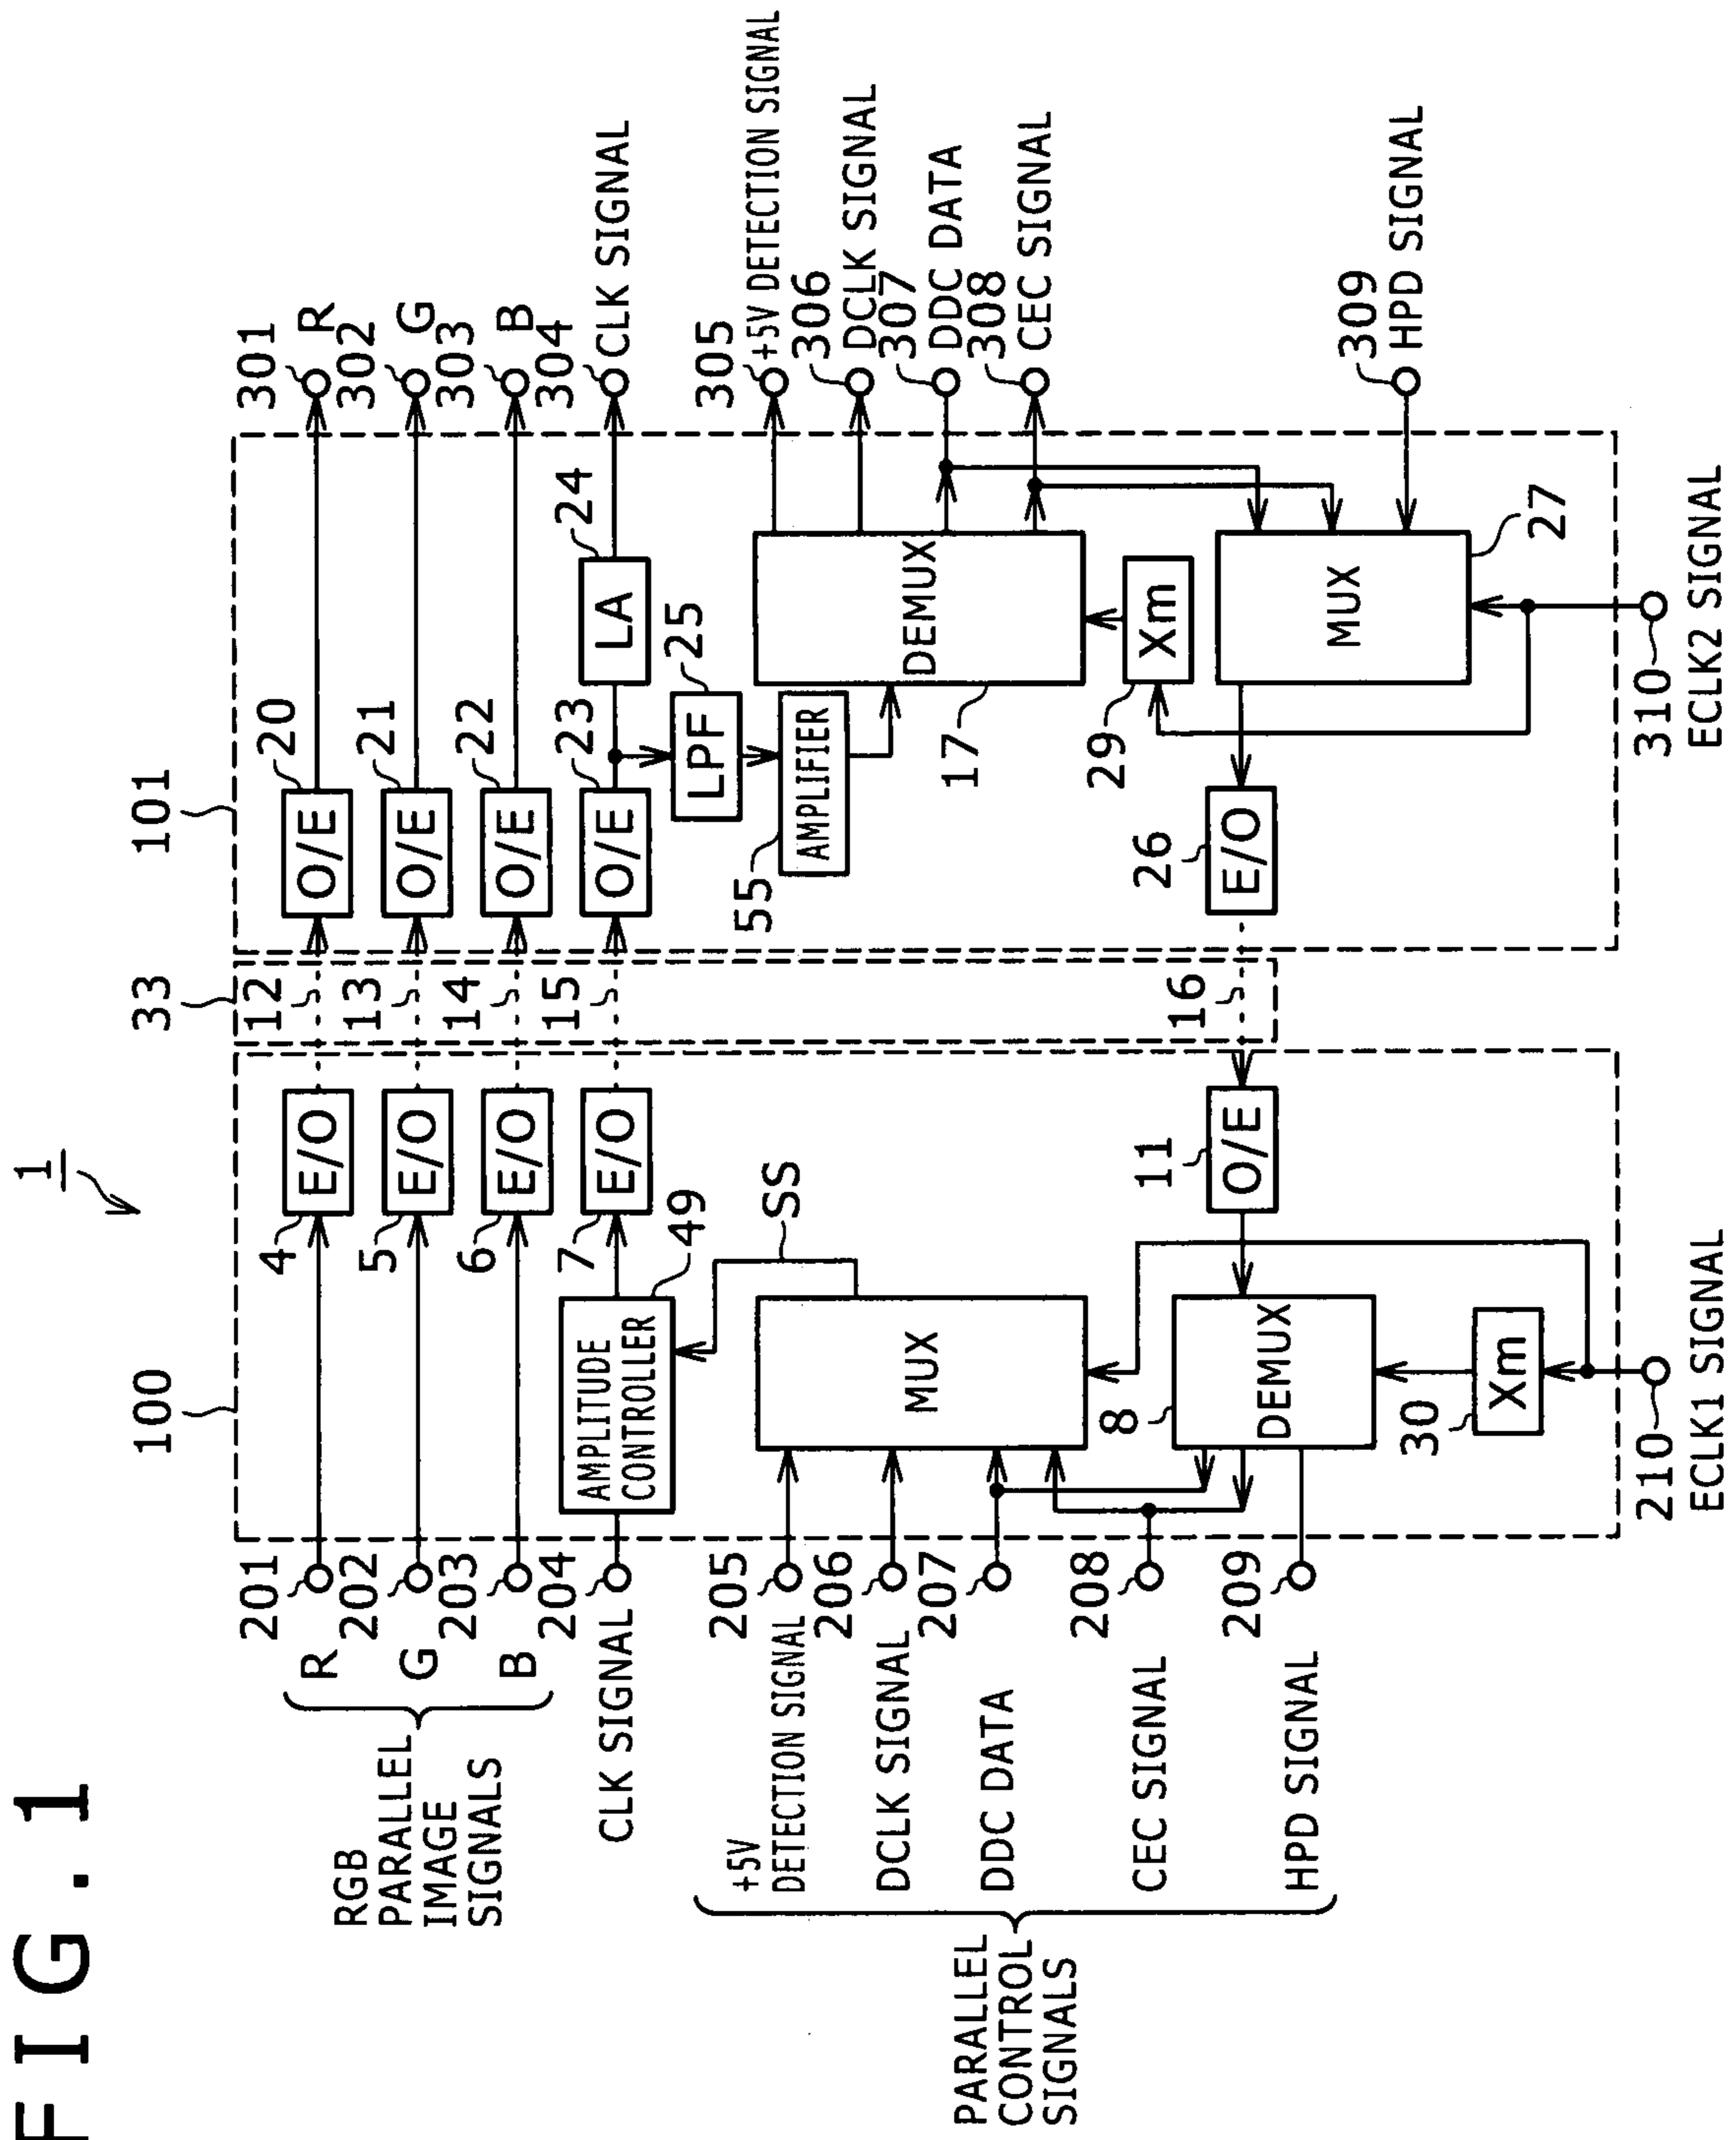 FIG.1
1
100
33
101
RGB
PARALLEL
IMAGE
SIGNALS
R
201
4
E/O
12
O/E
20
301
R
G
202
5
E/O
13
O/E
21
302
G
B
203
6
E/O
14
O/E
22
303
B
CLK SIGNAL
204
AMPLITUDE
CONTROLLER
49
7
E/O
15
O/E
23
LA
24
304
CLK SIGNAL
LPF
25
AMPLIFIER
55
SS
PARALLEL
CONTROL
SIGNALS
+5V
DETECTION SIGNAL
205
DCLK SIGNAL
206
DDC DATA
207
CEC SIGNAL
208
HPD SIGNAL
209
MUX
8
DEMUX
11
O/E
16
26
E/O
30
Xm
210
ECLK1 SIGNAL
DEMUX
17
29
Xm
MUX
27
305
+5V DETECTION SIGNAL
306
DCLK SIGNAL
307
DDC DATA
308
CEC SIGNAL
309
HPD SIGNAL
310
ECLK2 SIGNAL